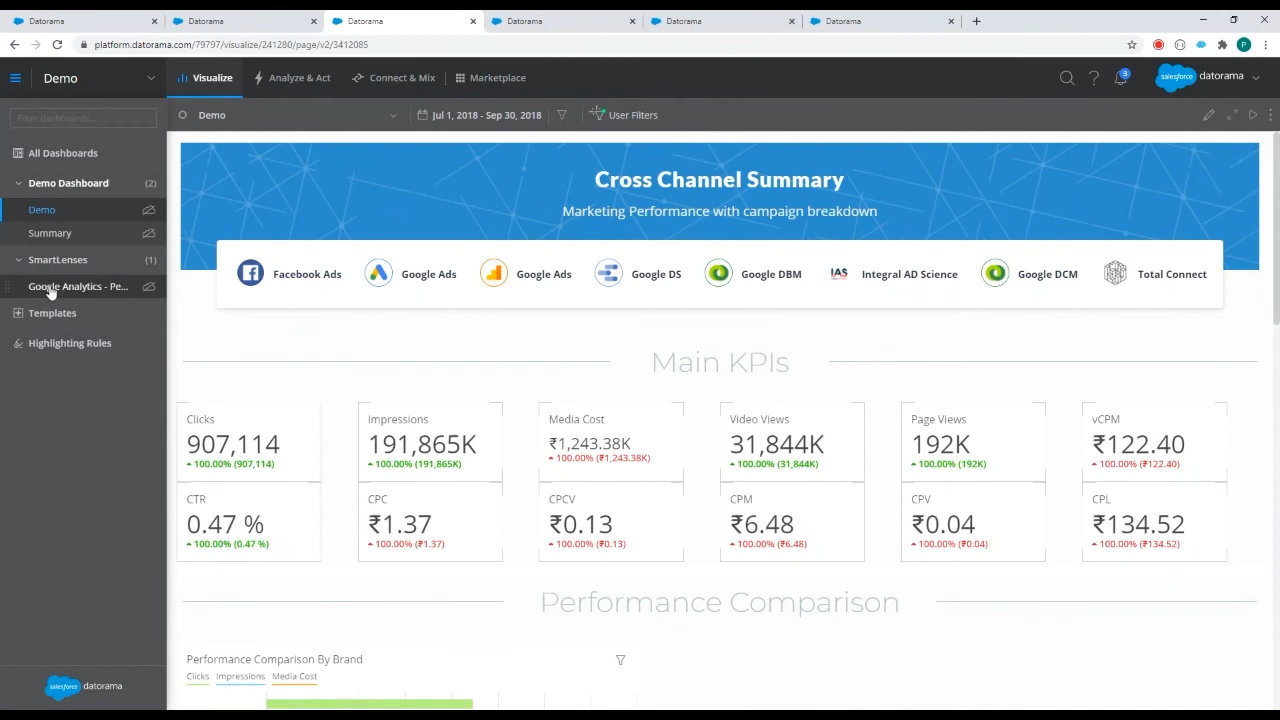 Datorama
Datorama
Datorama
Datorama
Datorama
Datorama
platform.datorama.com/79797/visualize/241280/page/v2/3412085
P
Demo
Visualize
Analyze & Act
Connect & Mix
Marketplace
3
salesforce datorama
Filter dashboards...
Demo
Jul 1, 2018 - Sep 30, 2018
User Filters
All Dashboards
Demo Dashboard (2)
Demo
Summary
SmartLenses (1)
Google Analytics - Pe...
Templates
Highlighting Rules
Cross Channel Summary
Marketing Performance with campaign breakdown
Facebook Ads
Google Ads
Google Ads
Google DS
Google DBM
IAS Integral AD Science
Google DCM
Total Connect
Main KPIs
Clicks
907,114
100.00% (907,114)
Impressions
191,865K
100.00% (191,865K)
Media Cost
₹1,243.38K
100.00% (₹1,243.38K)
Video Views
31,844K
100.00% (31,844K)
Page Views
192K
100.00% (192K)
vCPM
₹122.40
100.00% (₹122.40)
CTR
0.47 %
100.00% (0.47 %)
CPC
₹1.37
100.00% (₹1.37)
CPCV
₹0.13
100.00% (₹0.13)
CPM
₹6.48
100.00% (₹6.48)
CPV
₹0.04
100.00% (₹0.04)
CPL
₹134.52
100.00% (₹134.52)
Performance Comparison
Performance Comparison By Brand
Clicks Impressions Media Cost
salesforce datorama